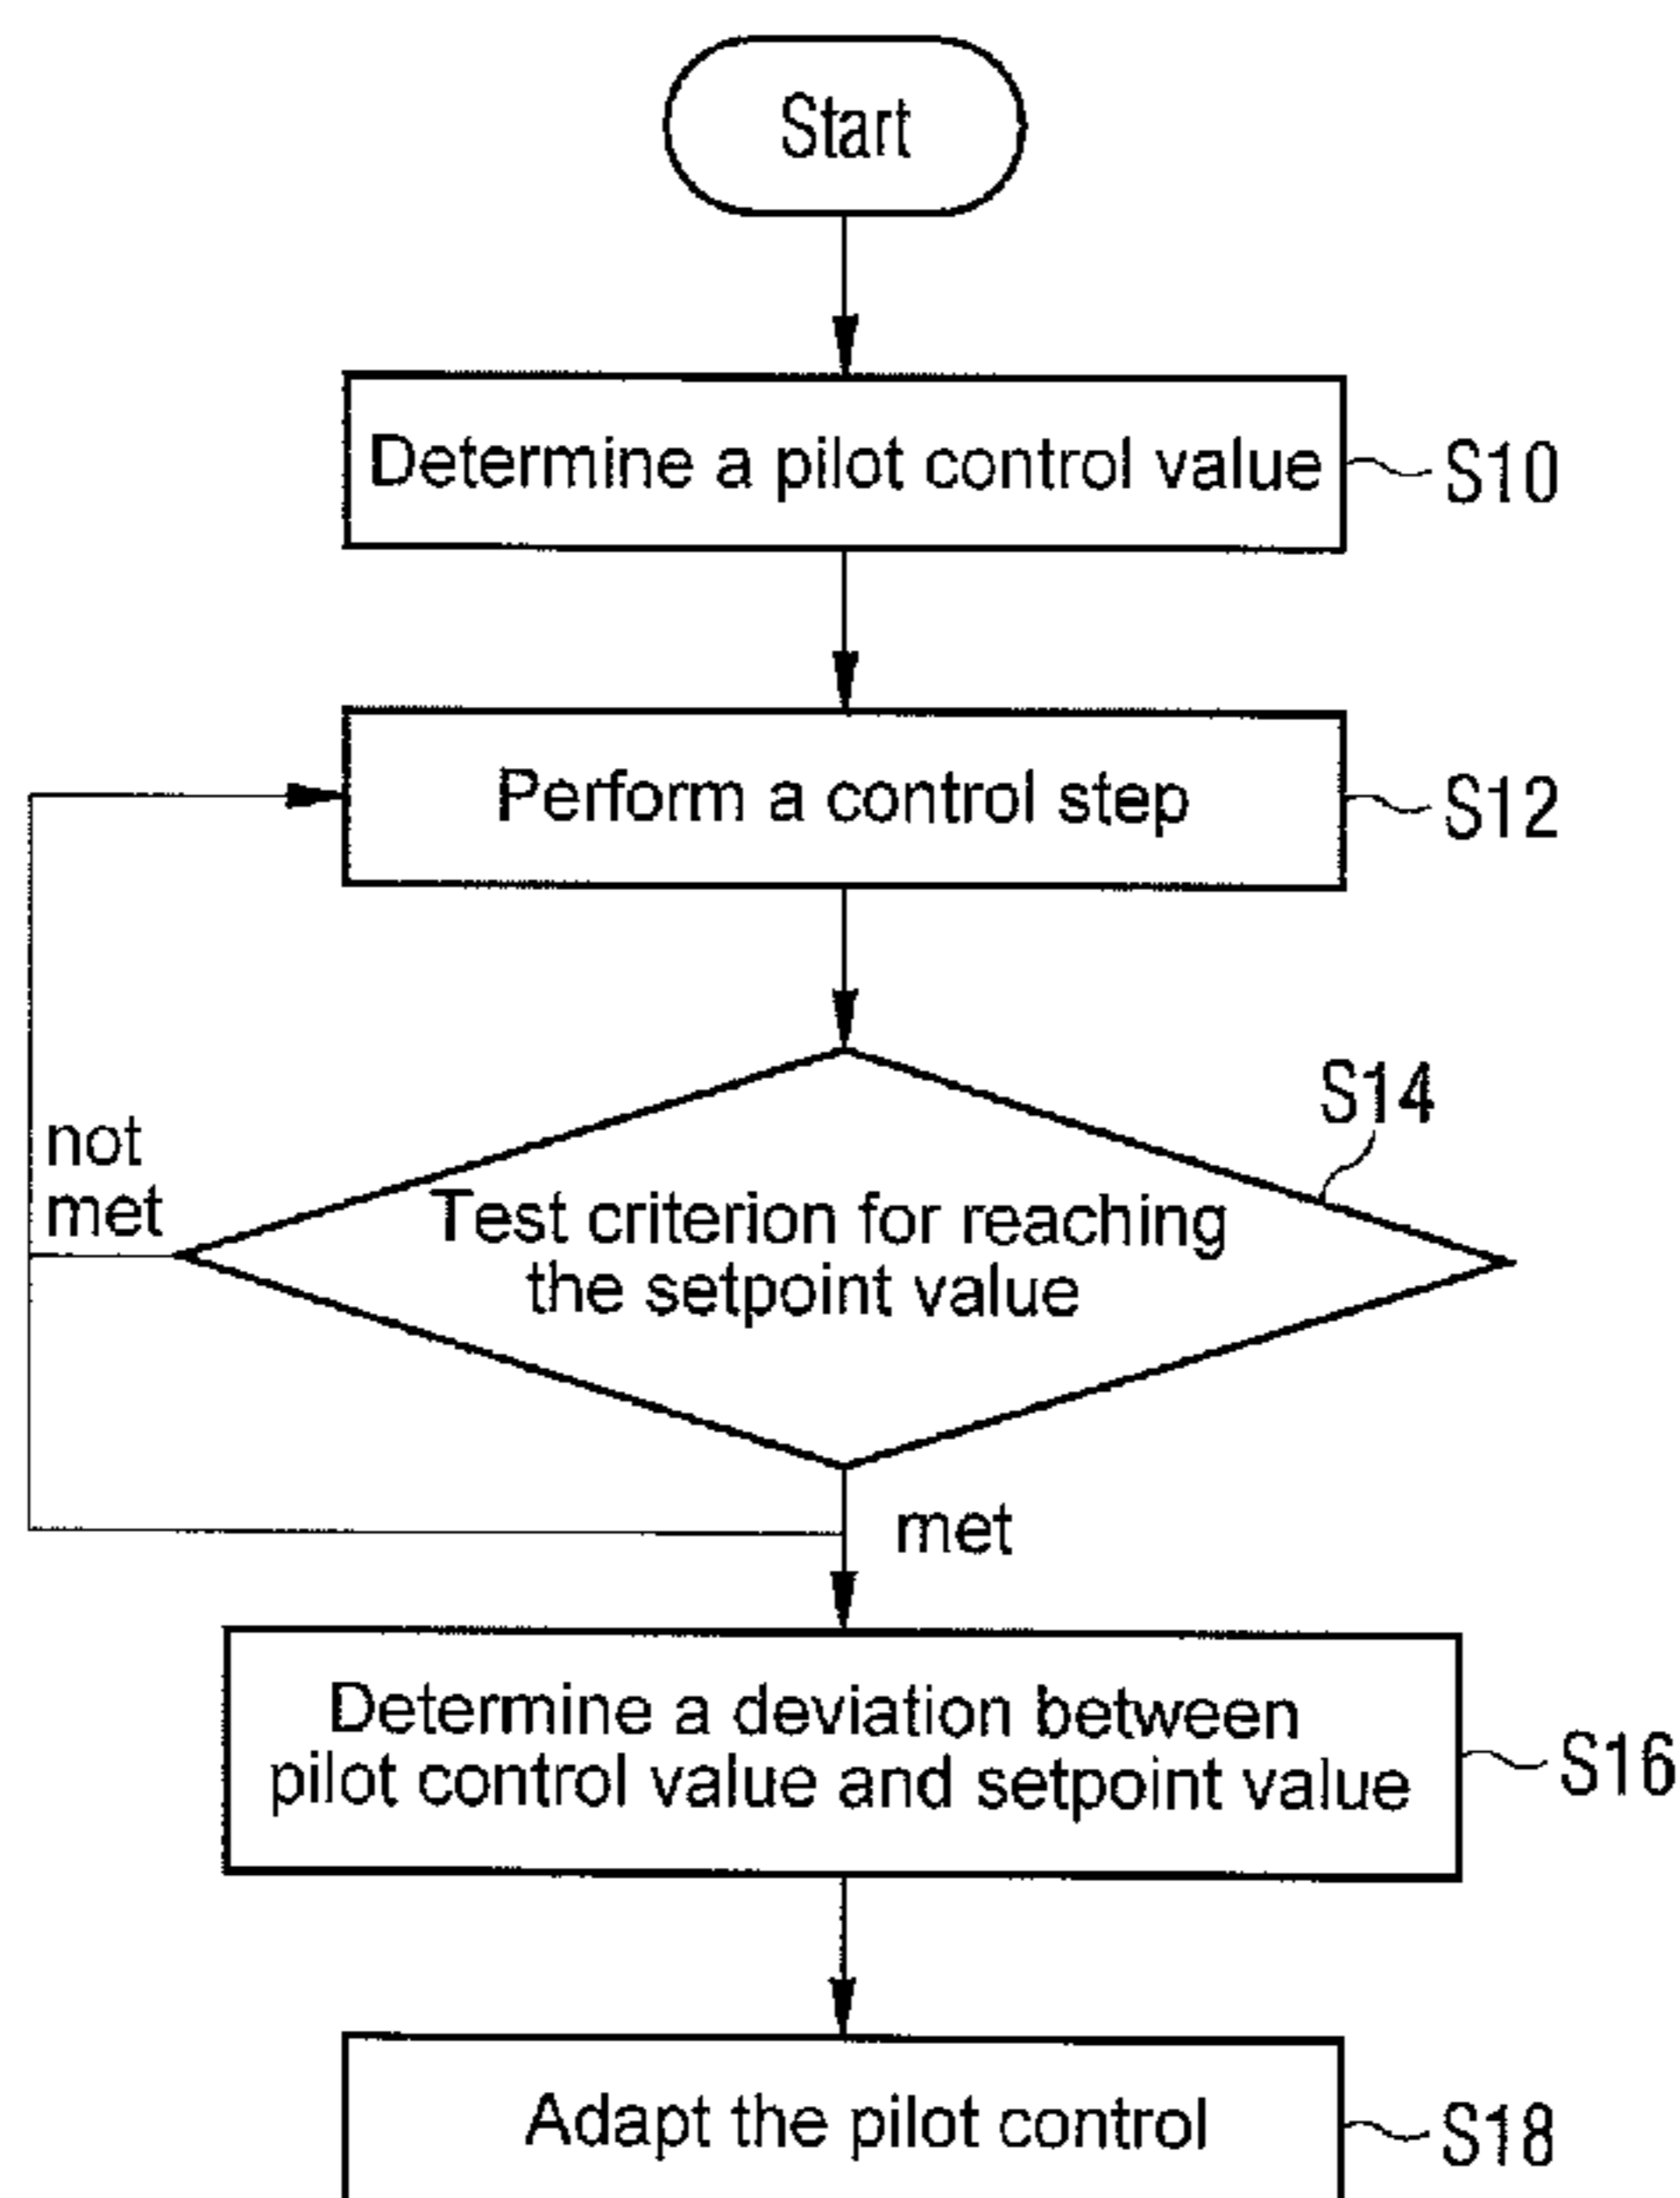 Start
Determine a pilot control value
S10
Perform a control step
S12
S14
not
met
Test criterion for reaching
the setpoint value
met
Determine a deviation between
pilot control value and setpoint value
S16
Adapt the pilot control
S18